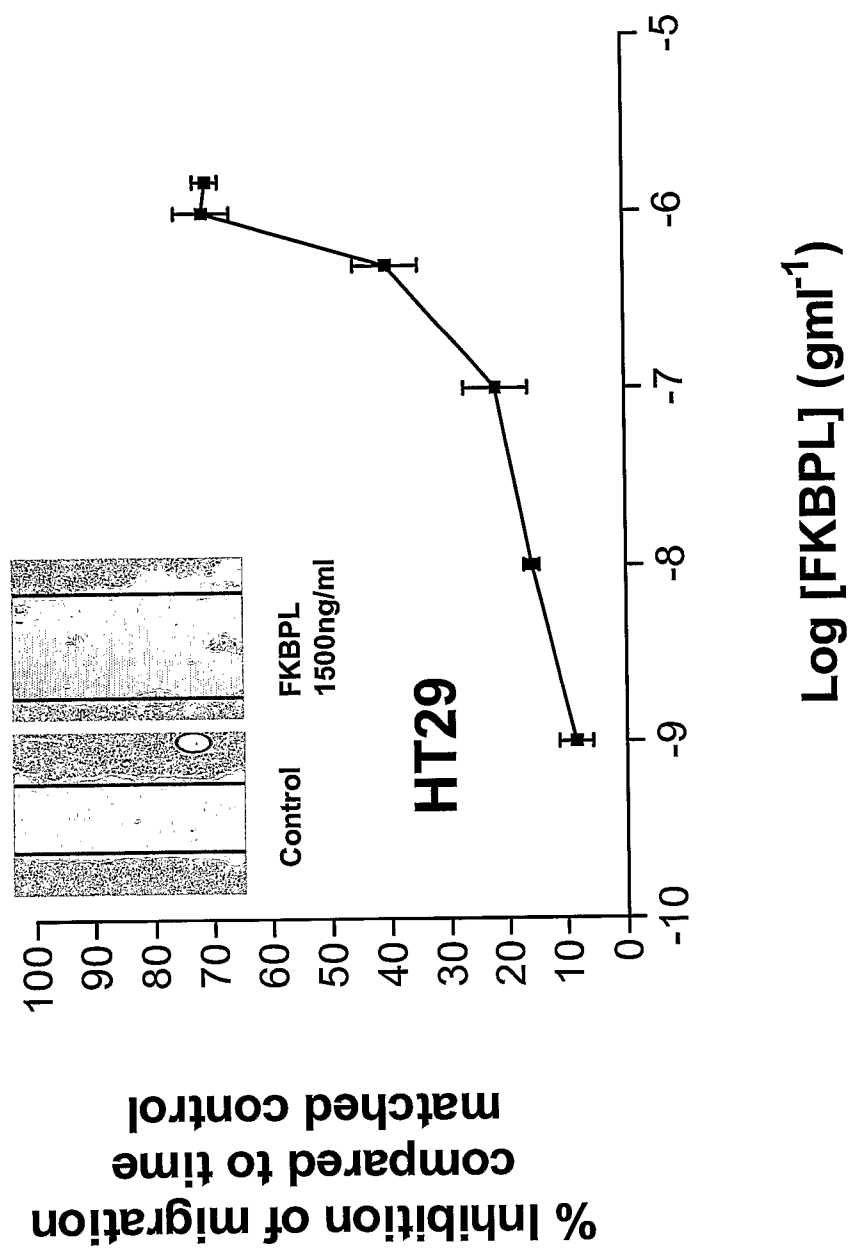 % Inhibition of migration
compared to time
matched control
100
90
80
70
60
50
40
30
20
10
0
Control
FKBPL
1500ng/ml
HT29
-10
-9
-8
-7
-6
-5
Log [FKBPL] (gml⁻¹)